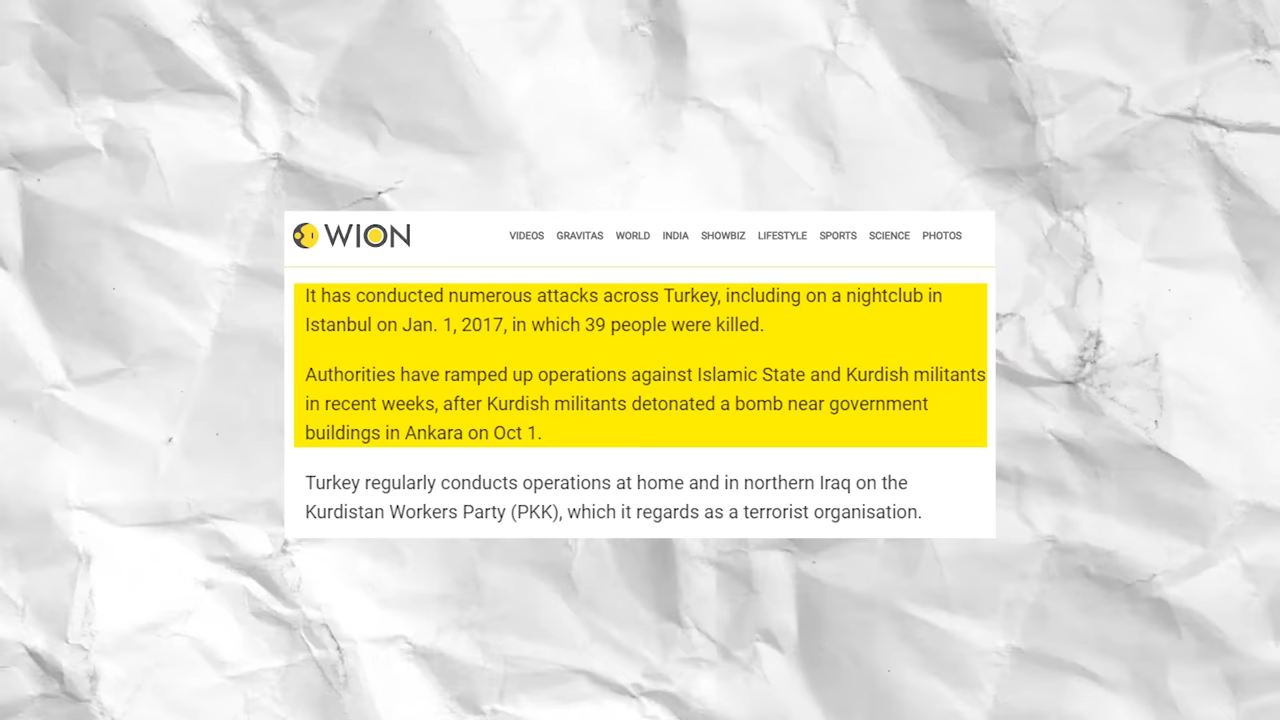 WION VIDEOS GRAVITAS WORLD INDIA SHOWBIZ LIFESTYLE SPORTS SCIENCE PHOTOS
It has conducted numerous attacks across Turkey, including on a nightclub in
Istanbul on Jan. 1, 2017, in which 39 people were killed.
Authorities have ramped up operations against Islamic State and Kurdish militants
in recent weeks, after Kurdish militants detonated a bomb near government
buildings in Ankara on Oct 1.
Turkey regularly conducts operations at home and in northern Iraq on the
Kurdistan Workers Party (PKK), which it regards as a terrorist organisation.